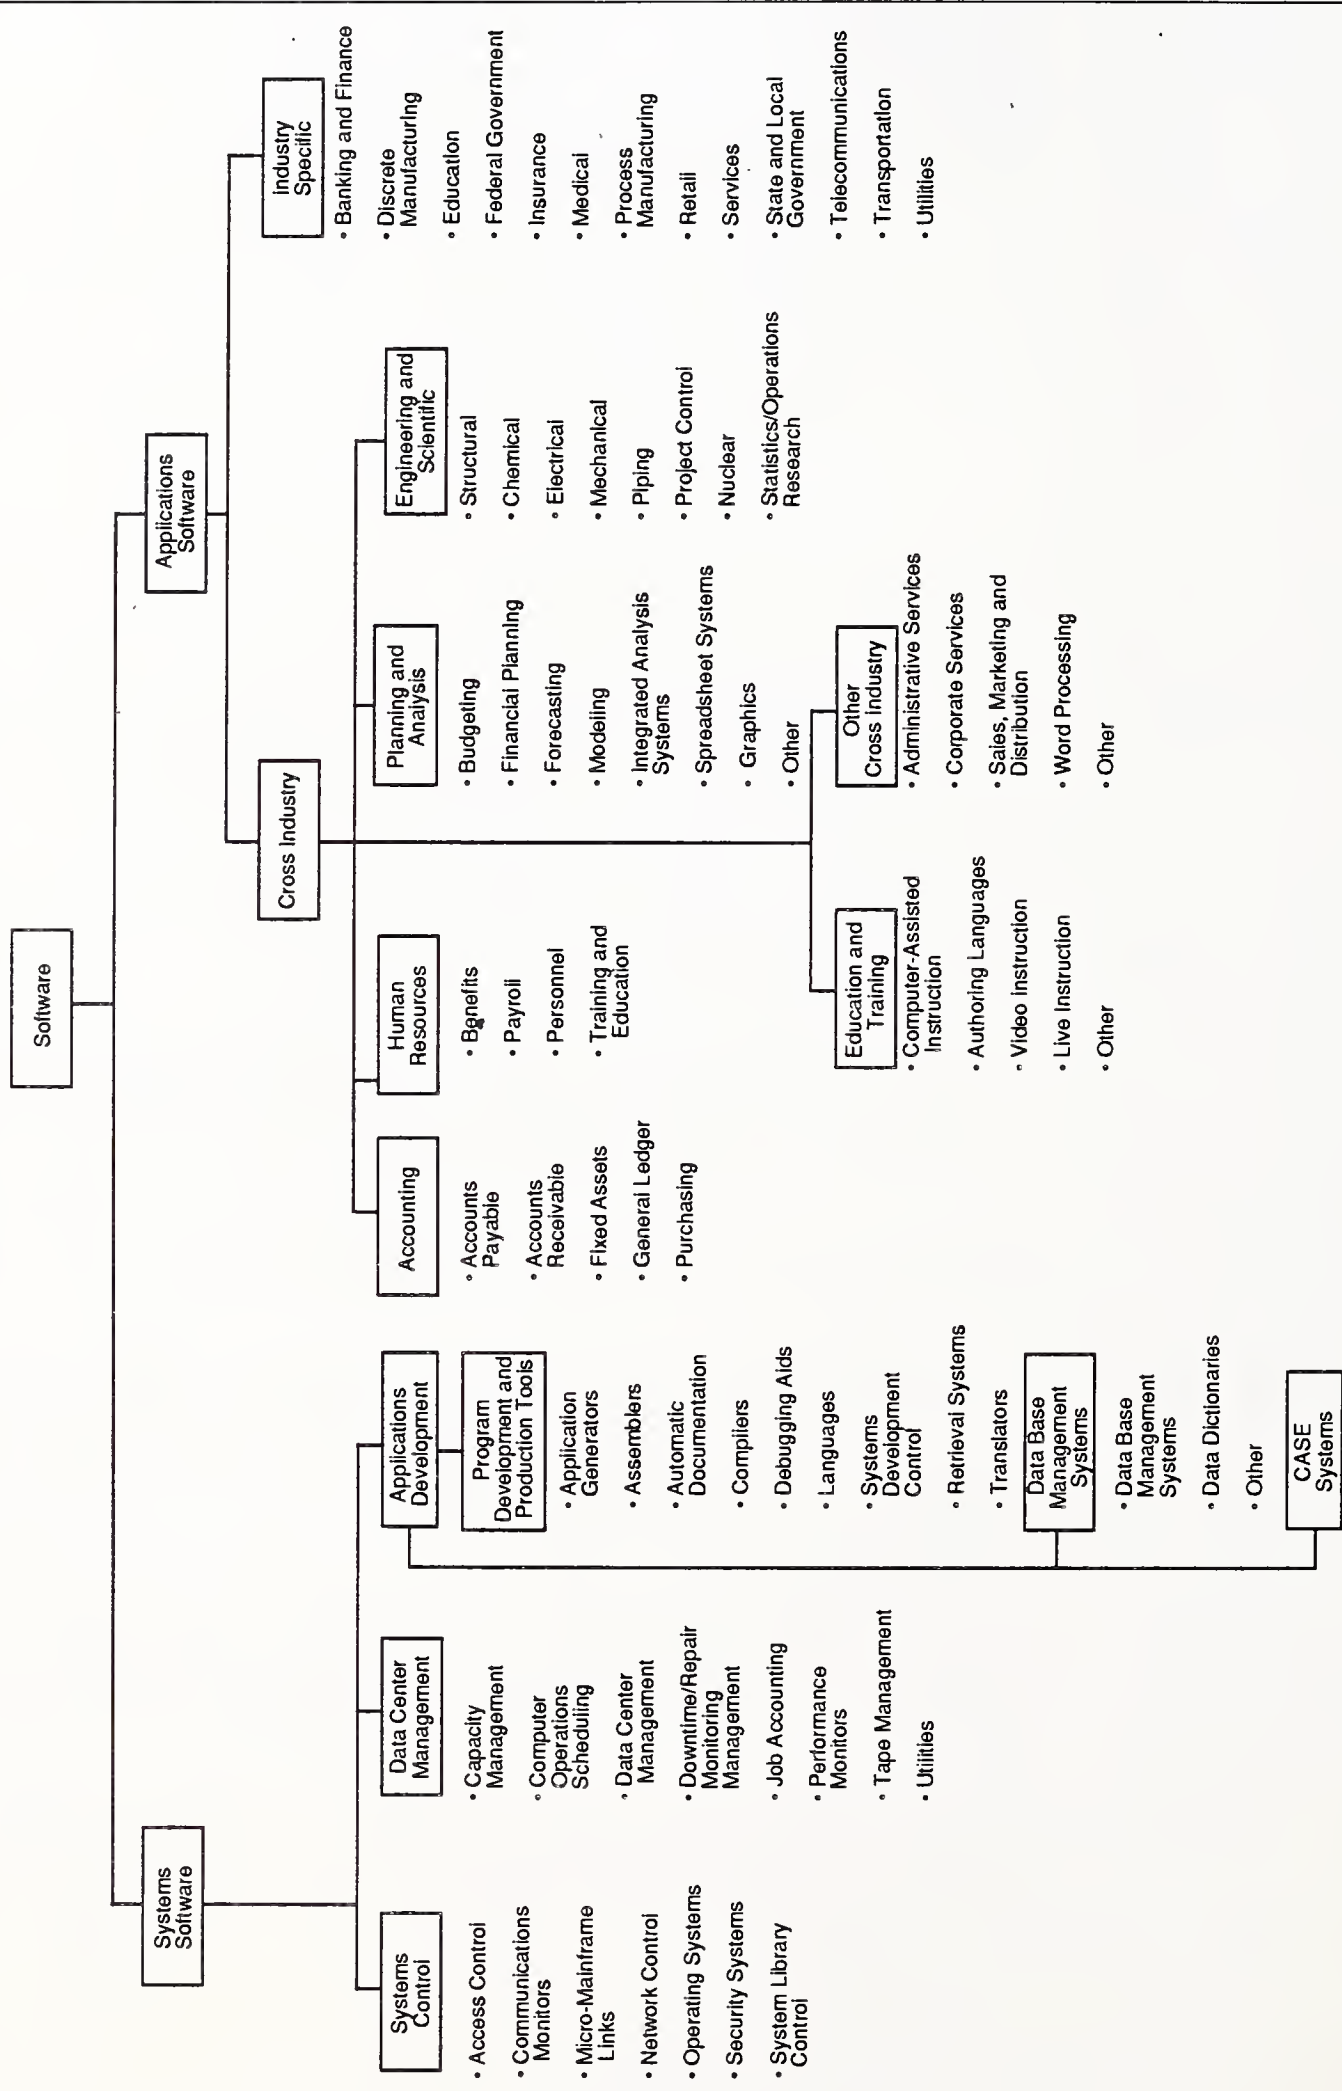 Software
Systems
Software
Applications
Software
Systems
Control
• Access Control
• Communications
Monitors
• Micro-Mainframe
Links
• Network Control
• Operating Systems
• Security Systems
• System Library
Control
Data Center
Management
• Capacity
Management
• Computer
Operations
Scheduling
• Data Center
Management
• Downtime/Repair
Monitoring
Management
• Job Accounting
• Performance
Monitors
• Tape Management
• Utilities
Applications
Development
Program
Development and
Production Tools
• Application
Generators
• Assemblers
• Automatic
Documentation
• Compilers
• Debugging Aids
• Languages
• Systems
Development
Control
• Retrieval Systems
• Translators
Data Base
Management
Systems
• Data Base
Management
Systems
• Data Dictionaries
• Other
CASE
Systems
Cross Industry
Accounting
• Accounts
Payable
• Accounts
Receivable
• Fixed Assets
• General Ledger
• Purchasing
Human
Resources
• Benefits
• Payroll
• Personnel
• Training and
Education
Planning and
Analysis
• Budgeting
• Financial Planning
• Forecasting
• Modeling
• Integrated Analysis
Systems
• Spreadsheet Systems
• Graphics
• Other
Engineering and
Scientific
• Structural
• Chemical
• Electrical
• Mechanical
• Piping
• Project Control
• Nuclear
• Statistics/Operations
Research
Education and
Training
• Computer-Assisted
Instruction
• Authoring Languages
• Video Instruction
• Live Instruction
• Other
Other
Cross Industry
• Administrative Services
• Corporate Services
• Sales, Marketing and
Distribution
• Word Processing
• Other
Industry
Specific
• Banking and Finance
• Discrete
Manufacturing
• Education
• Federal Government
• Insurance
• Medical
• Process
Manufacturing
• Retail
• Services
• State and Local
Government
• Telecommunications
• Transportation
• Utilities